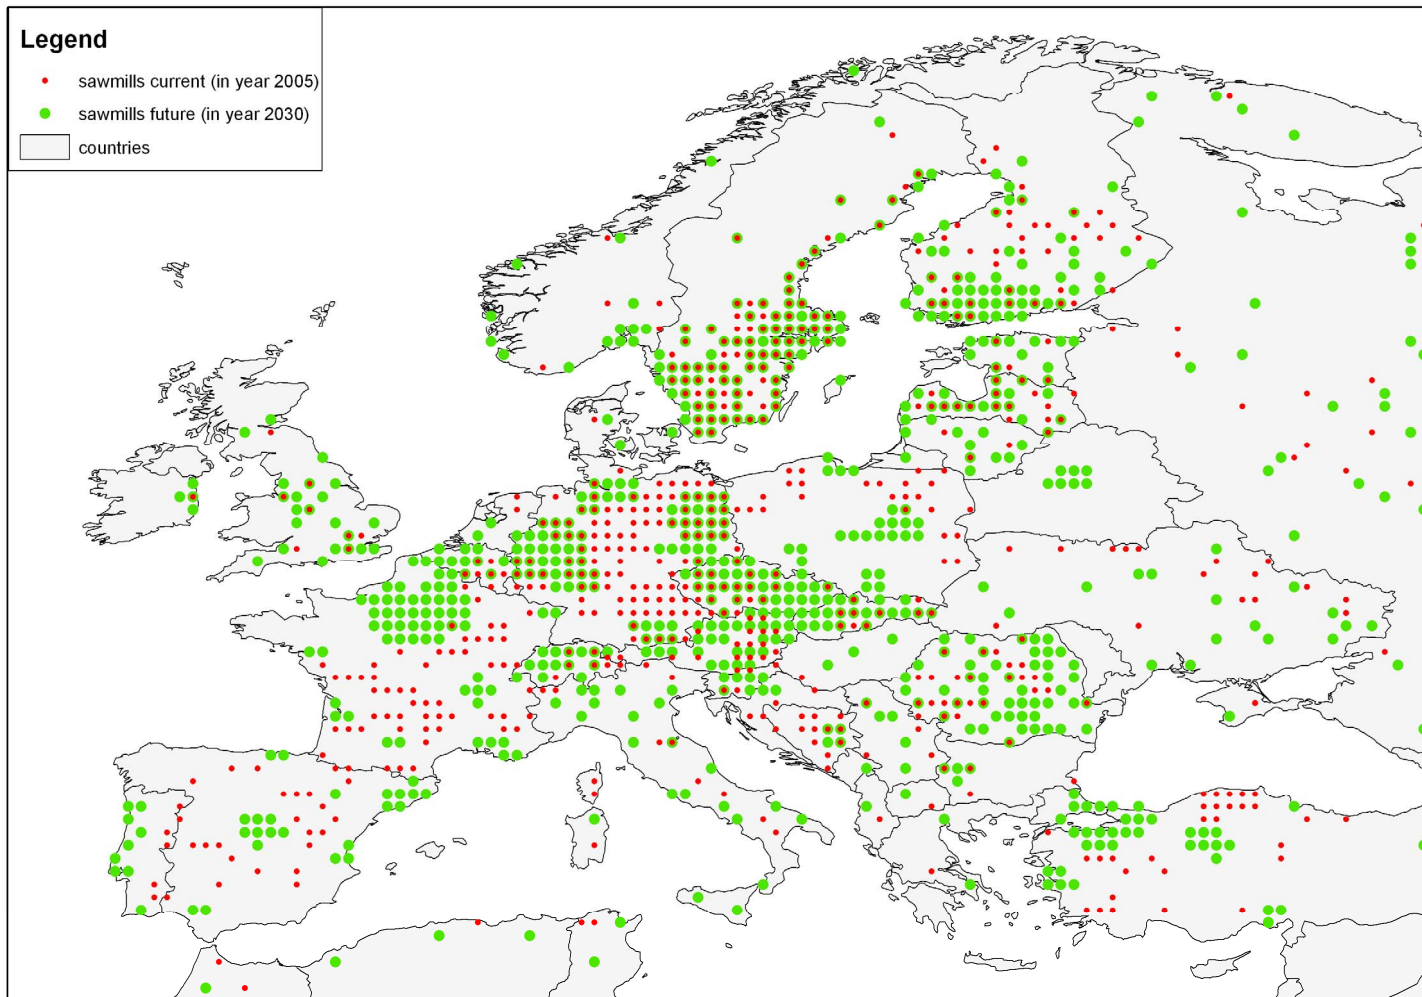 Legend
sawmills current (in year 2005)
sawmills future (in year 2030)
countries